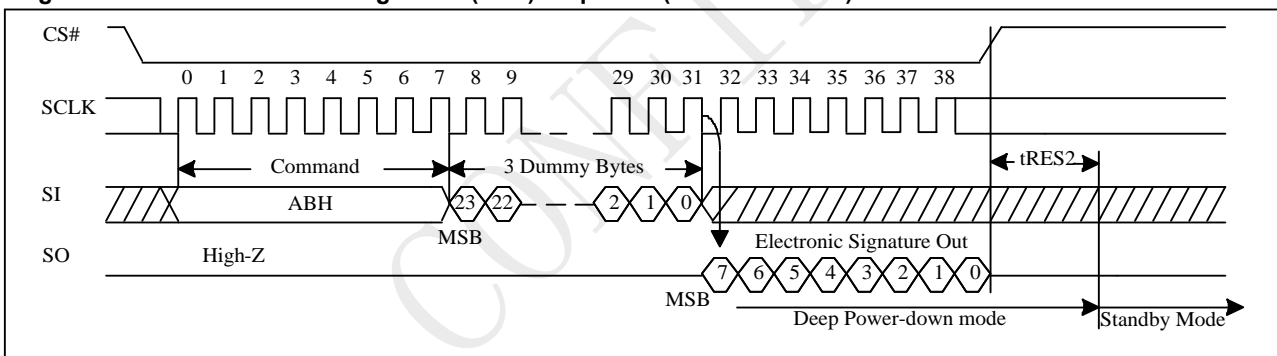 CS#
0 1 2 3 4 5 6 7 8 9 29 30 31 32 33 34 35 36 37 38
SCLK
Command 3 Dummy Bytes tRES2
SI ABH 23 22 2 1 0
MSB
SO High-Z Electronic Signature Out
7 6 5 4 3 2 1 0
MSB
Deep Power-down mode Standby Mode